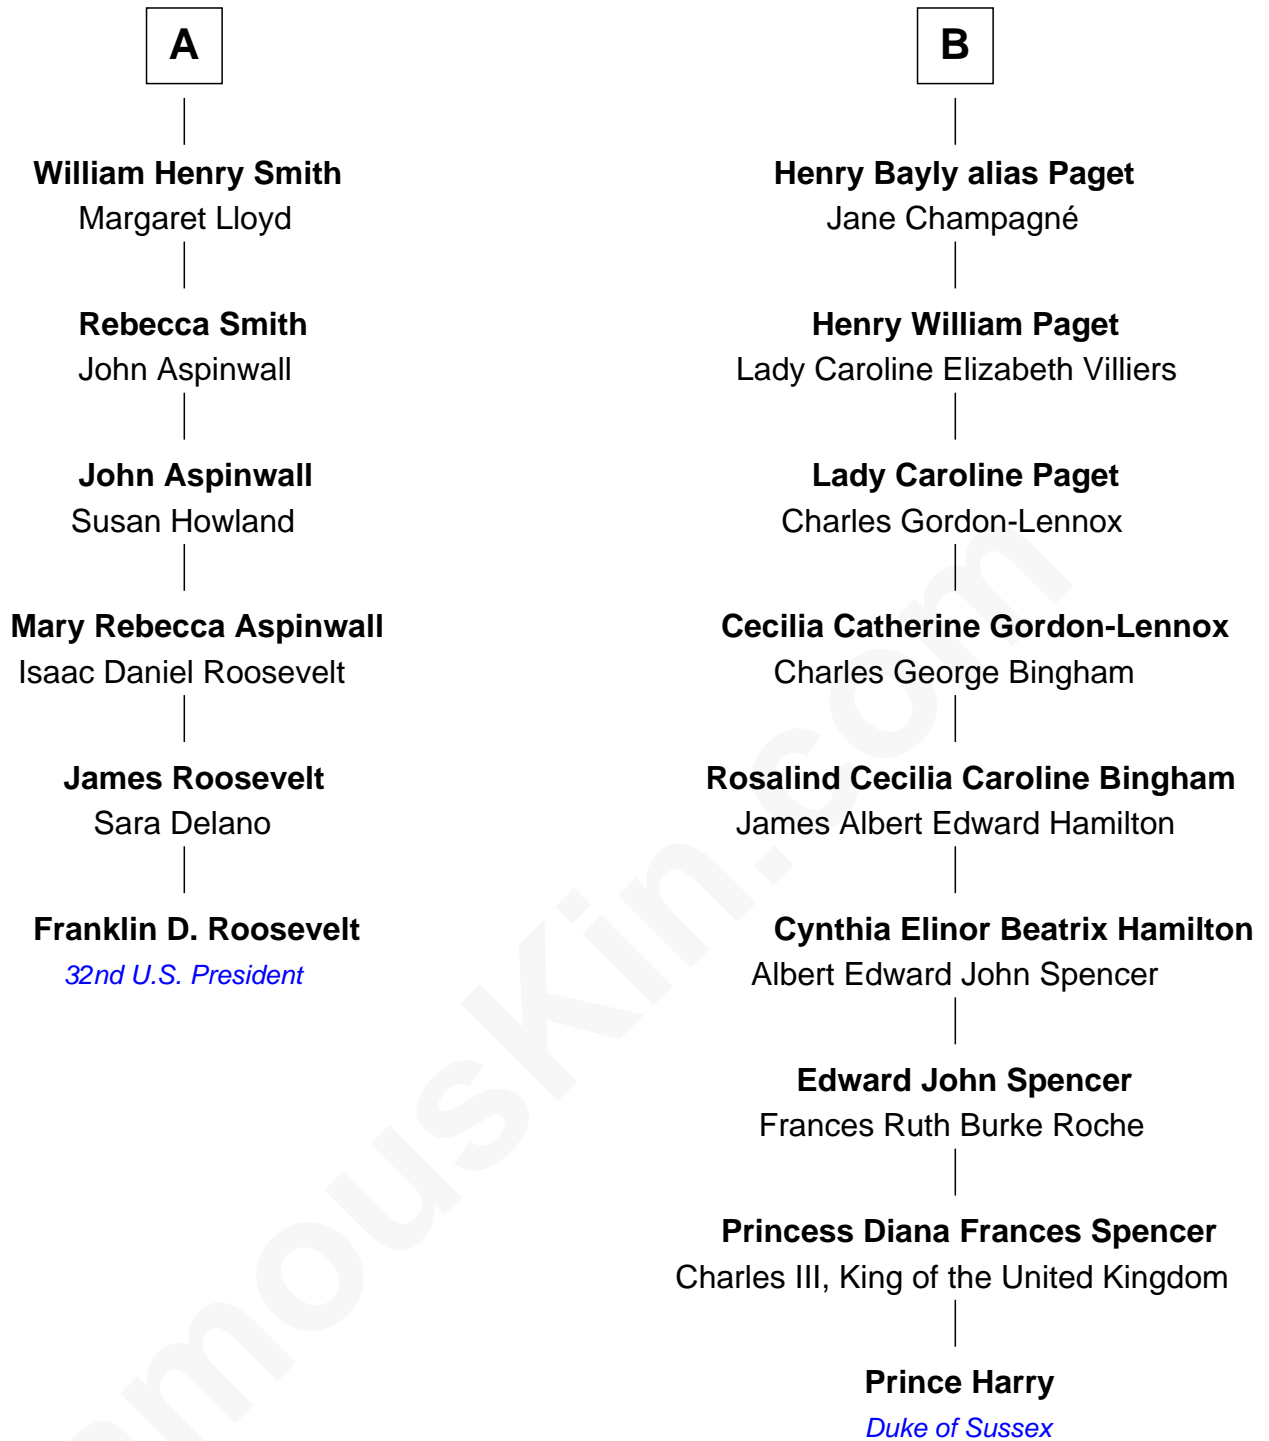 A
William Henry Smith
Margaret Lloyd
Rebecca Smith
John Aspinwall
John Aspinwall
Susan Howland
Mary Rebecca Aspinwall
Isaac Daniel Roosevelt
James Roosevelt
Sara Delano
Franklin D. Roosevelt
32nd U.S. President
B
Henry Bayly alias Paget
Jane Champagné
Henry William Paget
Lady Caroline Elizabeth Villiers
Lady Caroline Paget
Charles Gordon-Lennox
Cecilia Catherine Gordon-Lennox
Charles George Bingham
Rosalind Cecilia Caroline Bingham
James Albert Edward Hamilton
Cynthia Elinor Beatrix Hamilton
Albert Edward John Spencer
Edward John Spencer
Frances Ruth Burke Roche
Princess Diana Frances Spencer
Charles III, King of the United Kingdom
Prince Harry
Duke of Sussex
mouskin.com